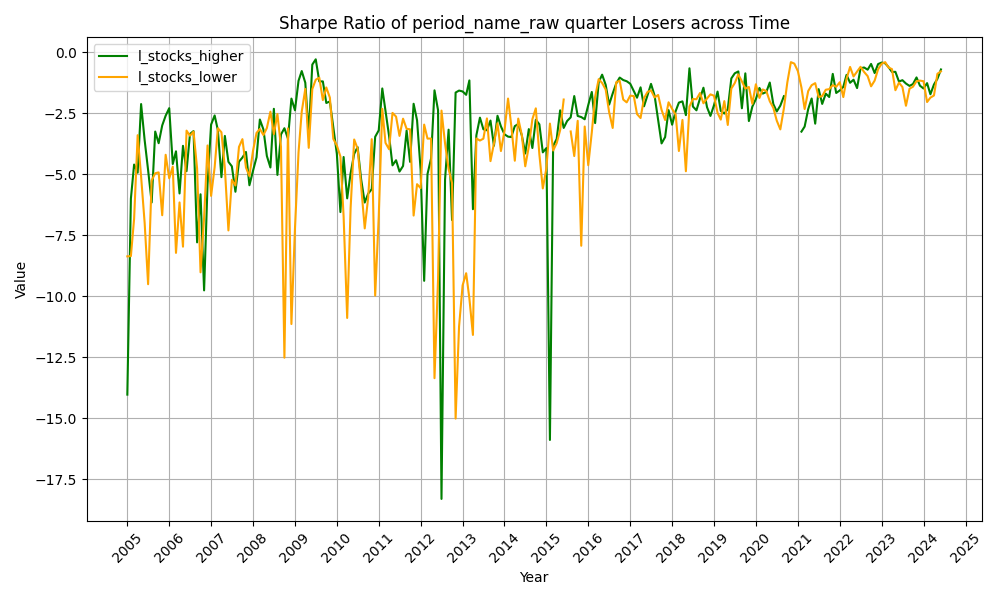 Sharpe Ratio of period_name_raw quarter Losers across Time
l_stocks_higher
l_stocks_lower
Value
0.0
−2.5
−5.0
−7.5
−10.0
−12.5
−15.0
−17.5
2005 2006 2007 2008 2009 2010 2011 2012 2013 2014 2015 2016 2017 2018 2019 2020 2021 2022 2023 2024 2025
Year